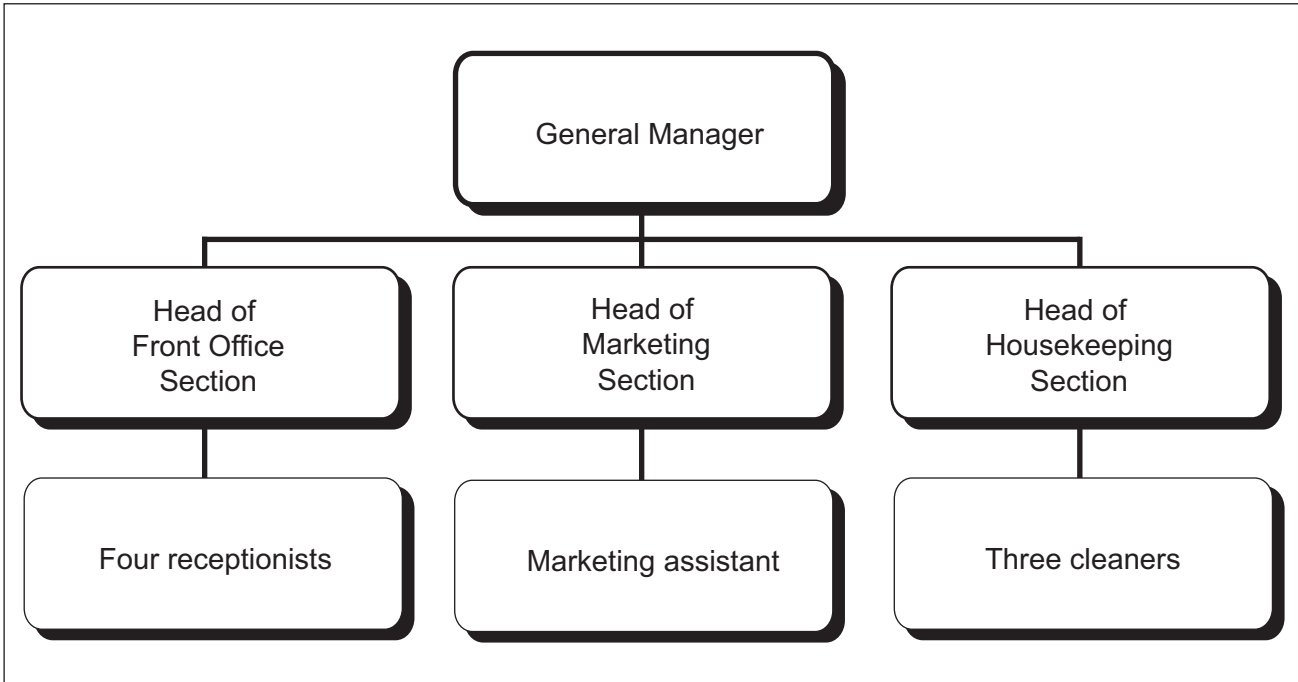 General Manager
Head of
Front Office
Section
Head of
Marketing
Section
Head of
Housekeeping
Section
Four receptionists
Marketing assistant
Three cleaners